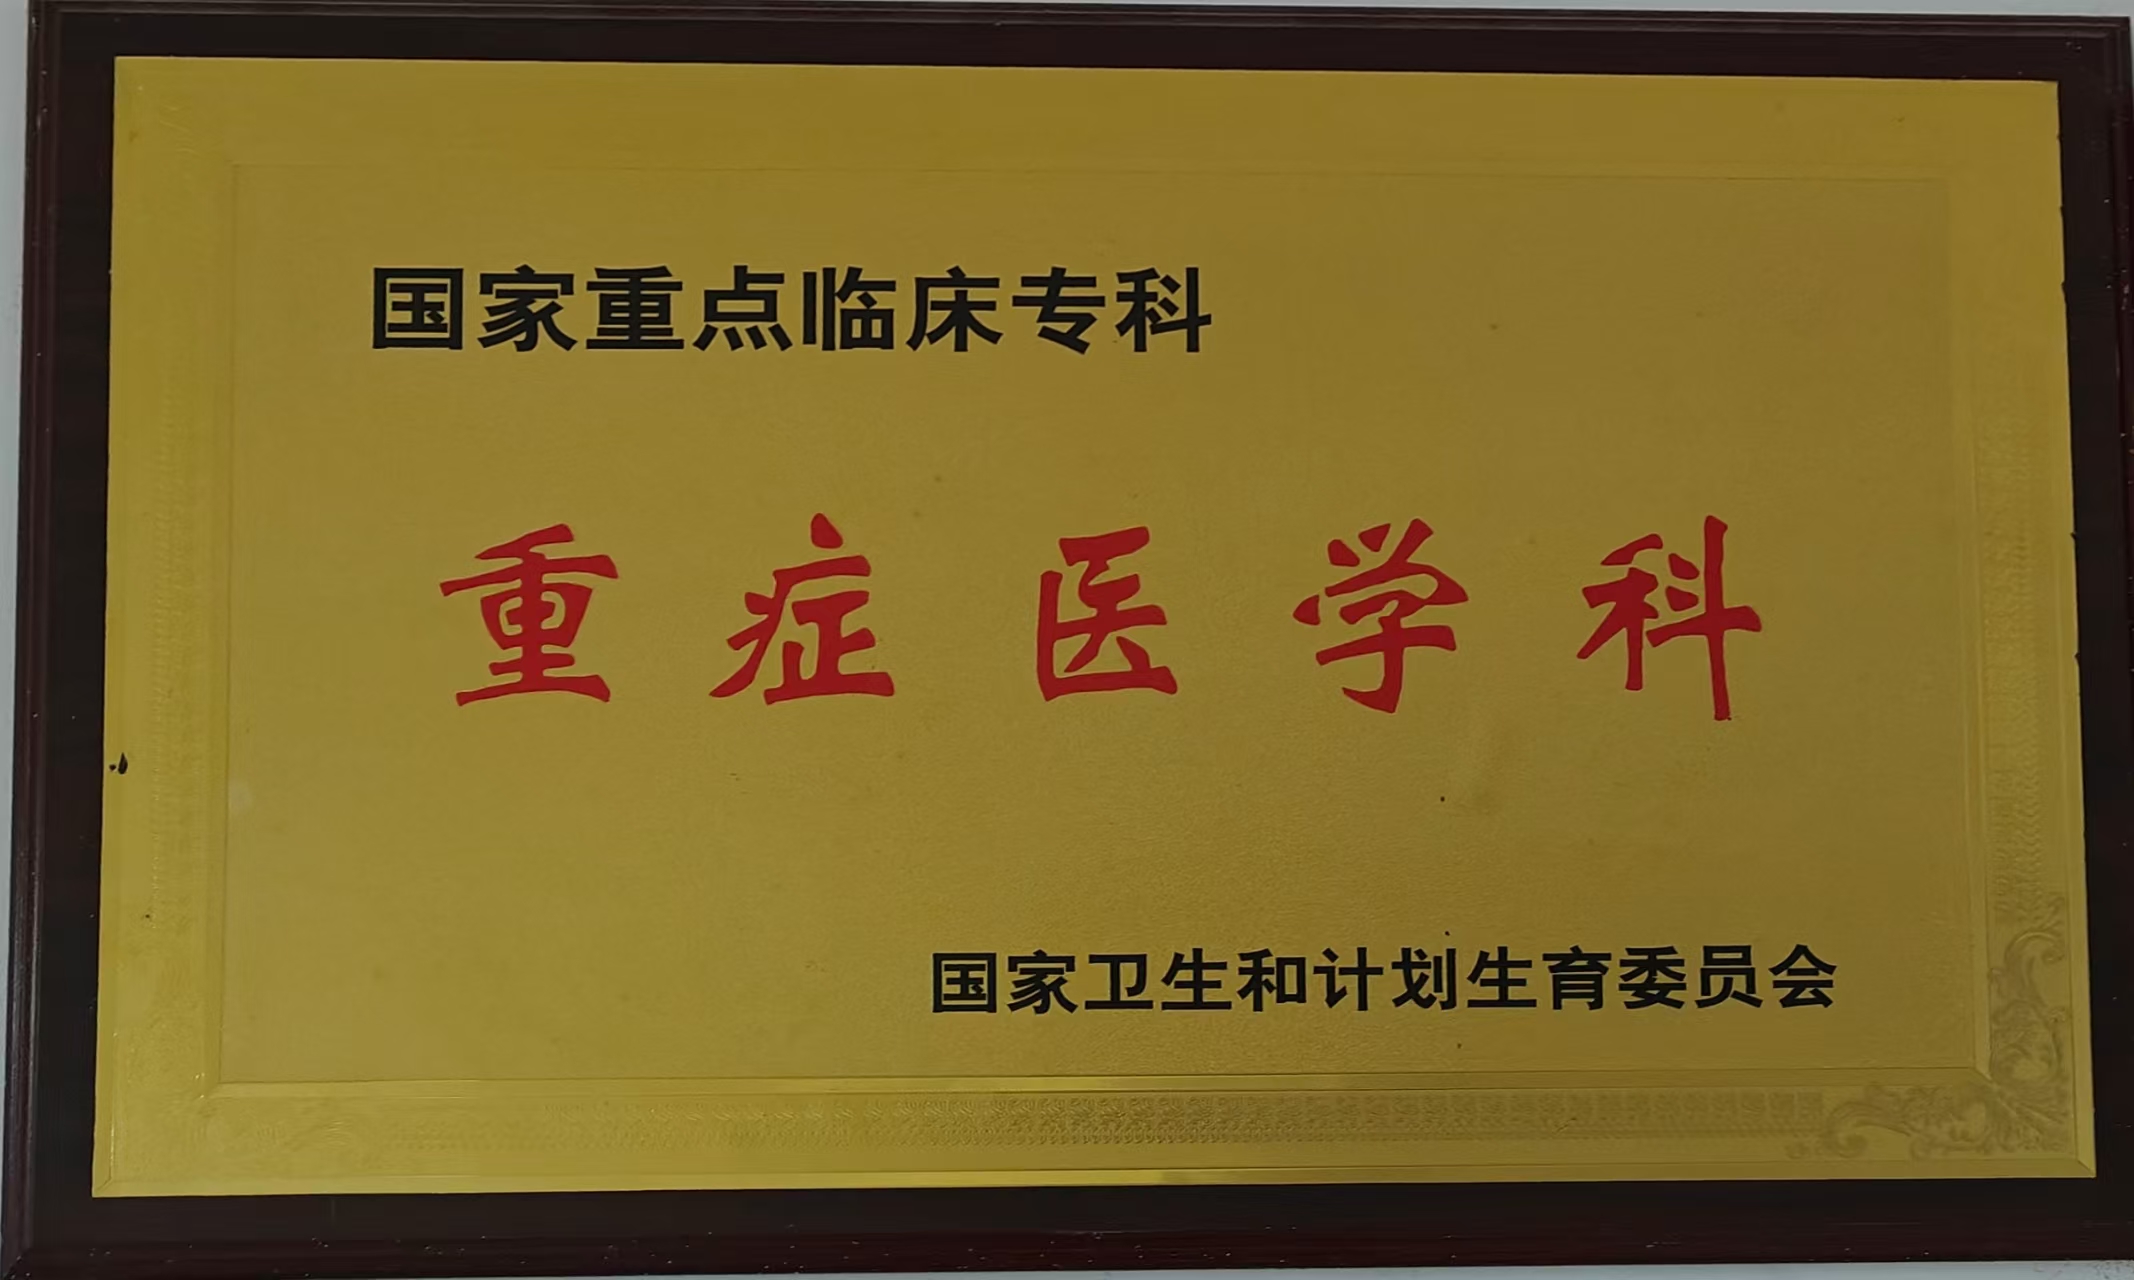 国家重点临床专科
重症医学科
国家卫生和计划生育委员会